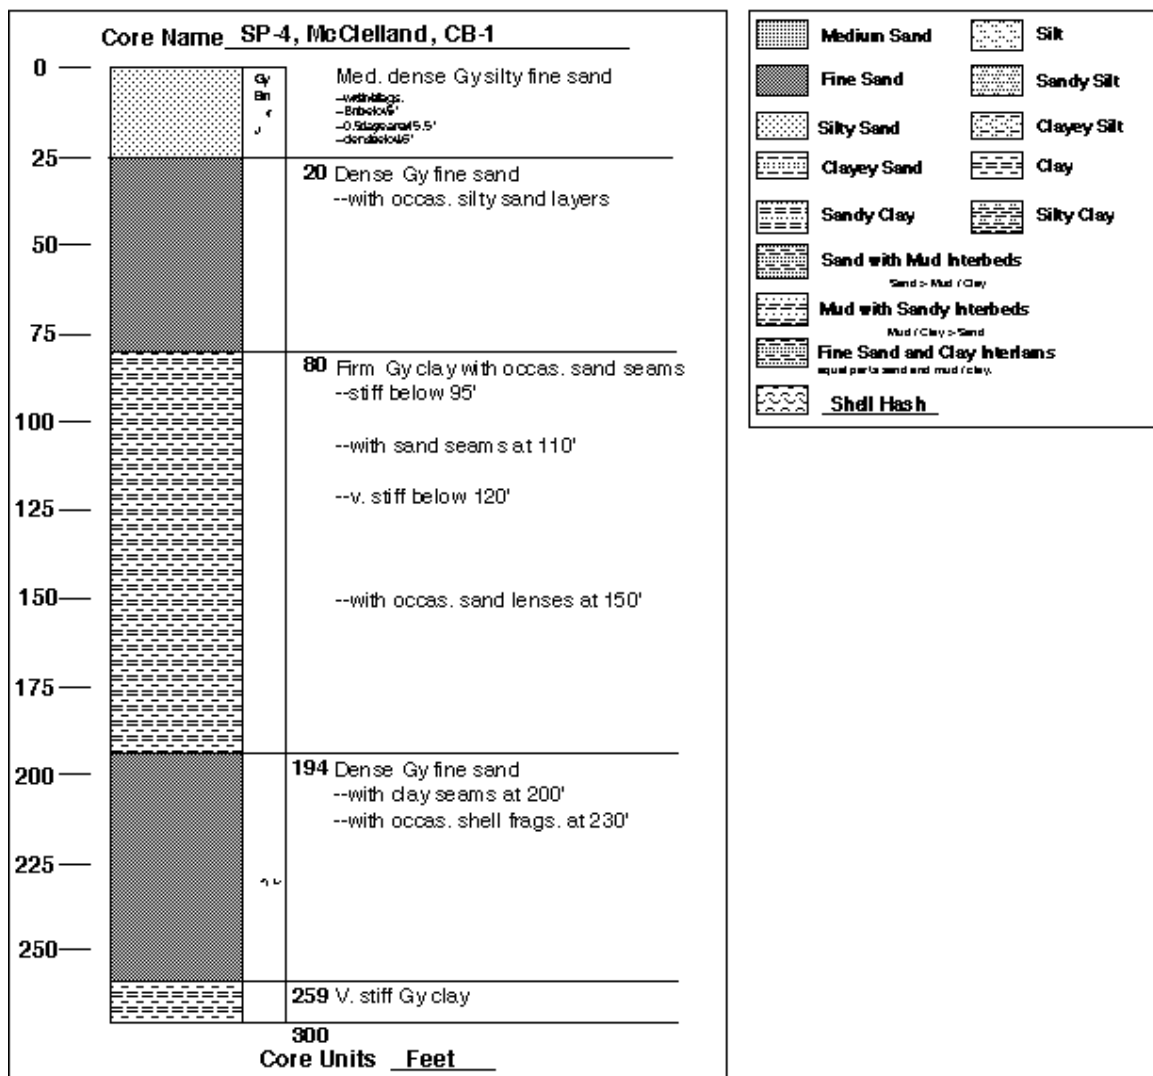 Core Name SP-4, McClelland, CB-1
0
Gy
Med. dense Gy silty fine sand
25
20 Dense Gy fine sand
--with occas. silty sand layers
50
75
80 Firm Gy clay with occas. sand seams
--stiff below 95'
100
--with sand seams at 110'
--v. stiff below 120'
125
--with occas. sand lenses at 150'
150
175
194 Dense Gy fine sand
200
--with clay seams at 200'
--with occas. shell frags. at 230'
225
250
259 V. stiff Gy clay
300
Core Units Feet
Medium Sand
Silt
Fine Sand
Sandy Silt
Silty Sand
Clayey Silt
Clayey Sand
Clay
Sandy Clay
Silty Clay
Sand with Mud Interbeds
Sand > Mud / Clay
Mud with Sandy Interbeds
Mud / Clay > Sand
Fine Sand and Clay Interlams
equal parts sand and mud / clay.
Shell Hash